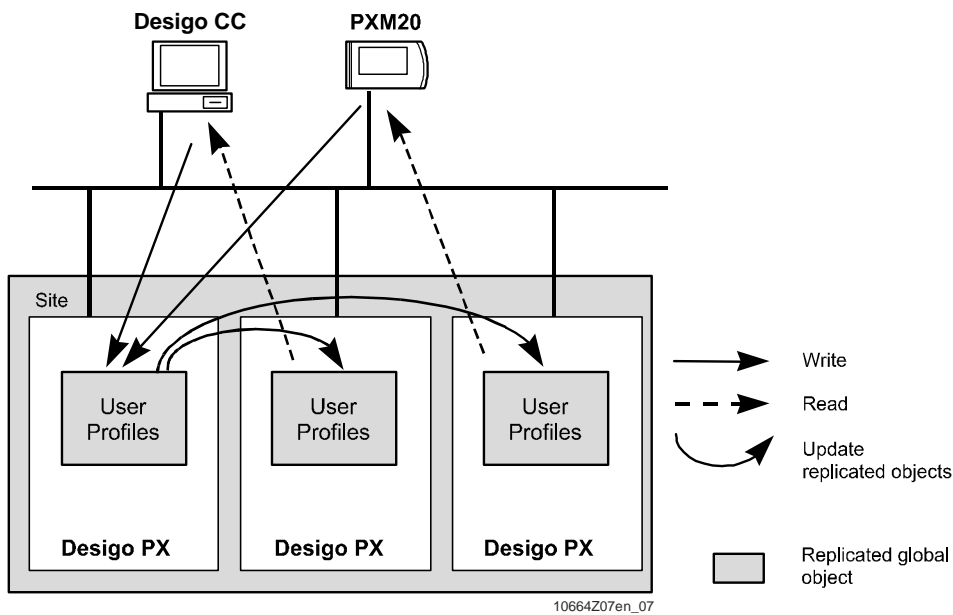 Desigo CC
PXM20
Site
User
Profiles
User
Profiles
User
Profiles
Desigo PX
Desigo PX
Desigo PX
Write
Read
Update
replicated objects
Replicated global
object
10664Z07en_07